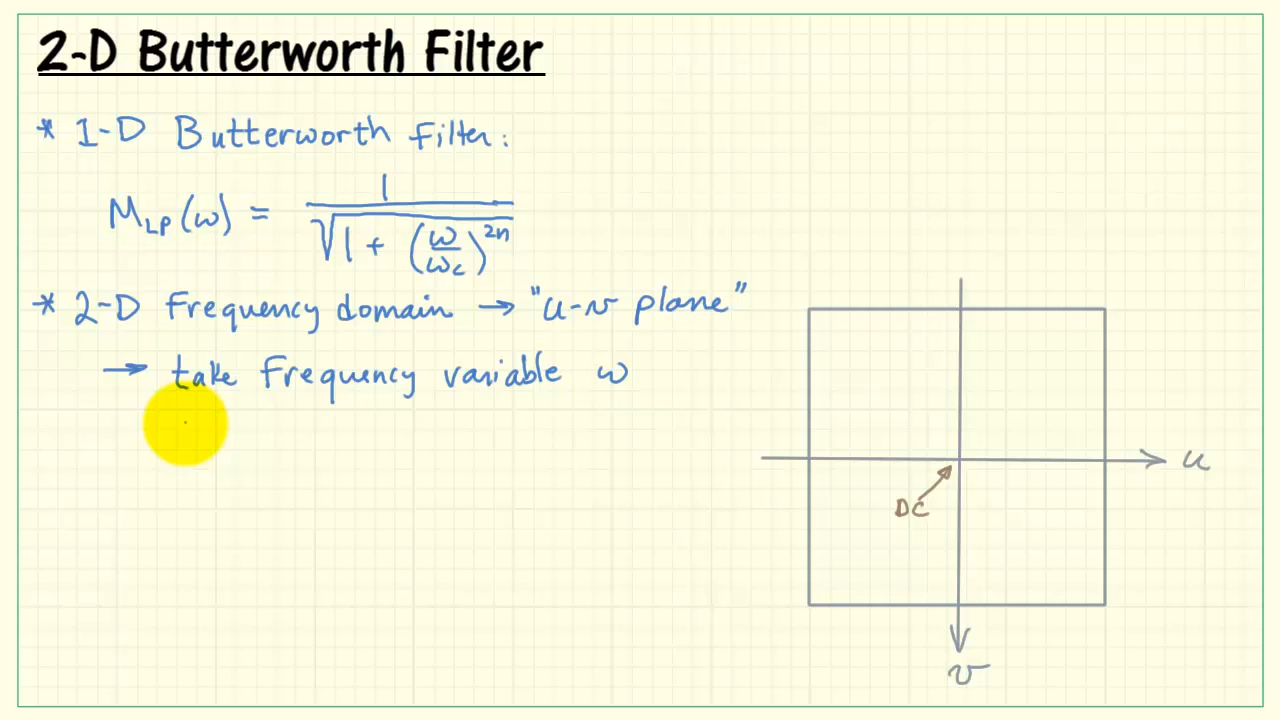 2-D Butterworth Filter
* 1-D Butterworth Filter:
M_LP(ω) = 1 / √(1 + (ω/ω_c)^2n)
* 2-D Frequency domain → "u-v plane"
→ take frequency variable ω
u
DC
v